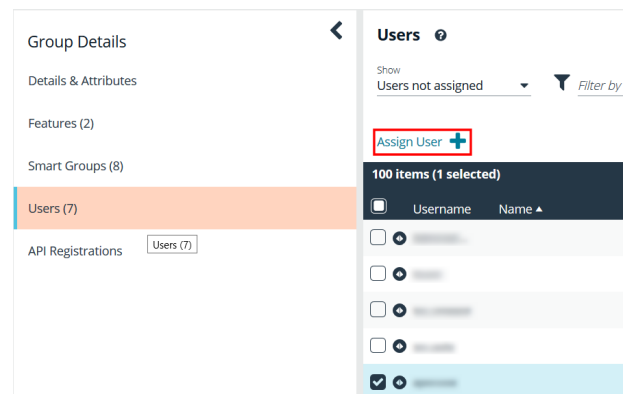 Group Details
Details & Attributes
Features (2)
Smart Groups (8)
Users (7)
API Registrations
Users (7)
Users
Show
Users not assigned
Filter by
Assign User
100 items (1 selected)
Username Name